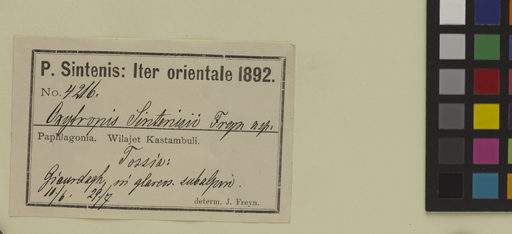 P. Sintenis: Iter orientale 1892.
No. 4216.
Oxytropis Sintenisii Freyn n. sp.
Paphlagonia. Wilajet Kastambuli.
Tossia:
Giaurdagh, in glareos. subalpin.
determ. J. Freyn.